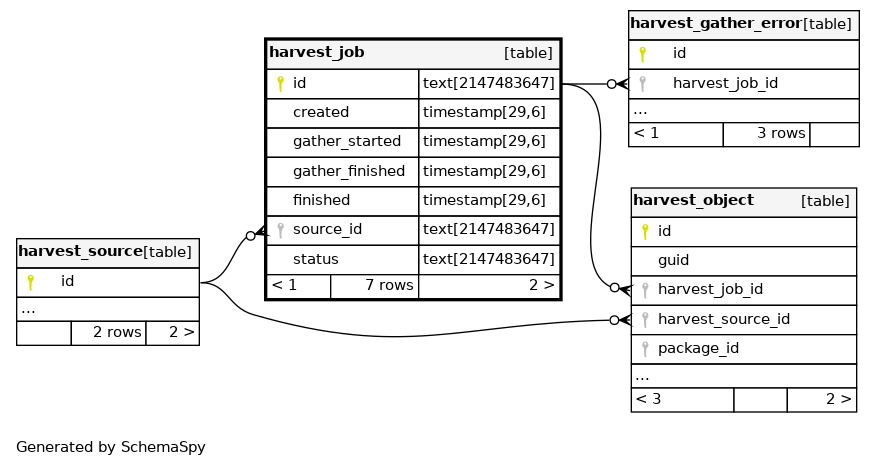 harvest_job [table]
id text[2147483647]
created timestamp[29,6]
gather_started timestamp[29,6]
gather_finished timestamp[29,6]
finished timestamp[29,6]
source_id text[2147483647]
status text[2147483647]
< 1 7 rows 2 >
harvest_gather_error[table]
id
harvest_job_id
...
< 1 3 rows
harvest_source[table]
id
...
2 rows 2 >
harvest_object [table]
id
guid
harvest_job_id
harvest_source_id
package_id
...
< 3 2 >
Generated by SchemaSpy